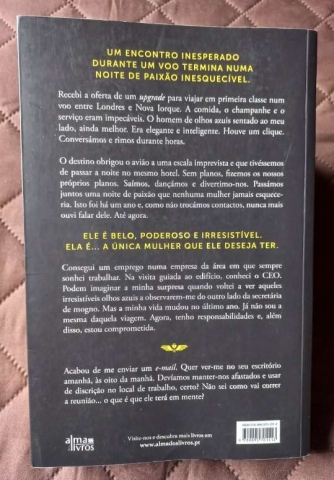 UM ENCONTRO INESPERADO
DURANTE UM VOO TERMINA NUMA
NOITE DE PAIXÃO INESQUECÍVEL.
Recebi a oferta de um upgrade para viajar em primeira classe num
voo entre Londres e Nova Iorque. A comida, o champanhe e o
serviço eram impecáveis. O homem de olhos azuis sentado ao meu
lado, ainda melhor. Era elegante e inteligente. Houve um clique.
Conversámos e rimos durante horas.
O destino obrigou o avião a uma escala imprevista e que tivéssemos
de passar a noite no mesmo hotel. Sem planos, fizemos os nossos
próprios planos. Saímos, dançámos e divertimo-nos. Passámos
juntos uma noite de paixão que nenhuma mulher jamais esquece-
ria. Isto foi há um ano e, como não trocámos contactos, nunca mais
ouvi falar dele. Até agora.
ELE É BELO, PODEROSO E IRRESISTÍVEL.
ELA É... A ÚNICA MULHER QUE ELE DESEJA TER.
Consegui um emprego numa empresa da área em que sempre
sonhei trabalhar. Na visita guiada ao edifício, conheci o CEO.
Podem imaginar a minha surpresa quando voltei a ver aqueles
irresistíveis olhos azuis a observarem-me do outro lado da secretária
de mogno. Mas a minha vida mudou no último ano. Já não sou a
mesma daquela viagem. Agora, tenho responsabilidades e, além
disso, estou comprometida.
Acabou de me enviar um e-mail. Quer ver-me no seu escritório
amanhã, às oito da manhã. Devíamos manter-nos afastados e usar
de discrição no local de trabalho, certo? Não sei como vai correr
a reunião... o que é que ele terá em mente?
alma dos
livros
Visite-nos e descubra mais livros em
www.almadoslivros.pt